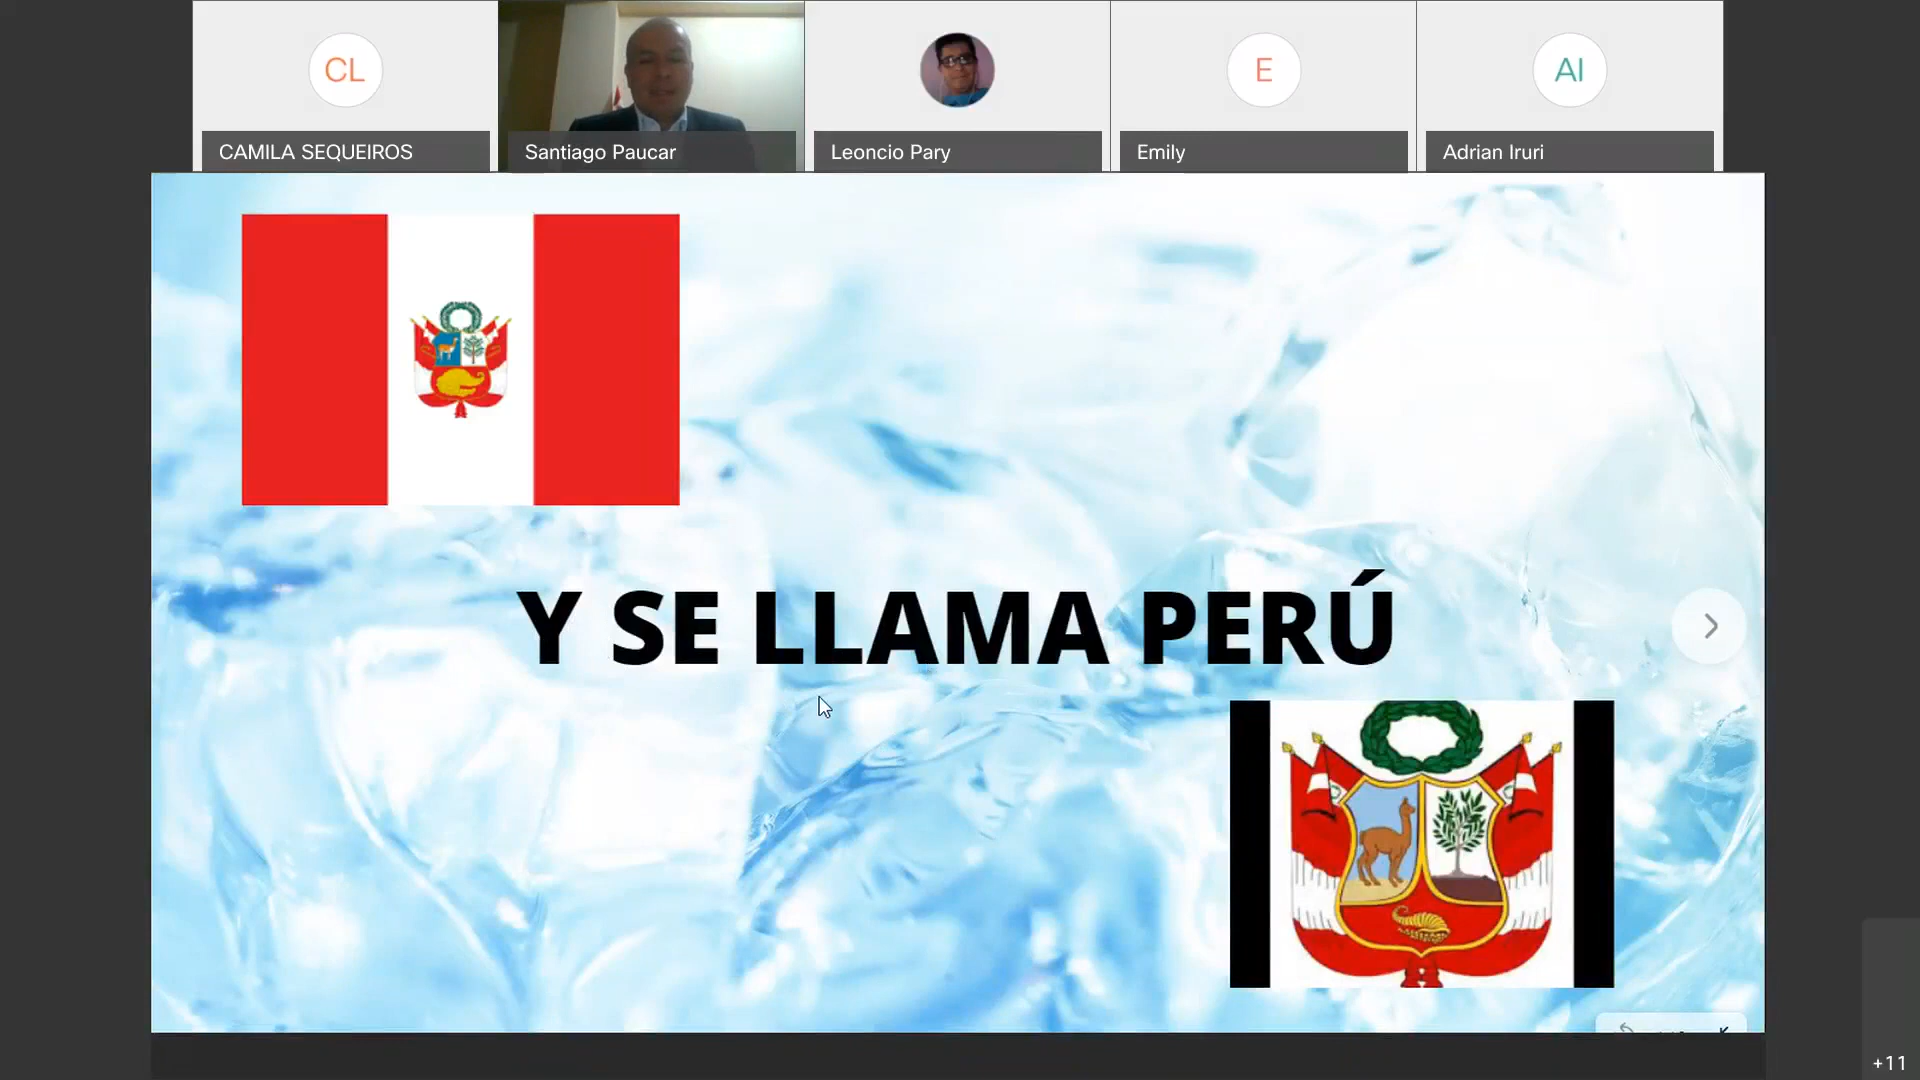 CL
CAMILA SEQUEIROS
Santiago Paucar
Leoncio Pary
E
Emily
AI
Adrian Iruri
Y SE LLAMA PERÚ
+11